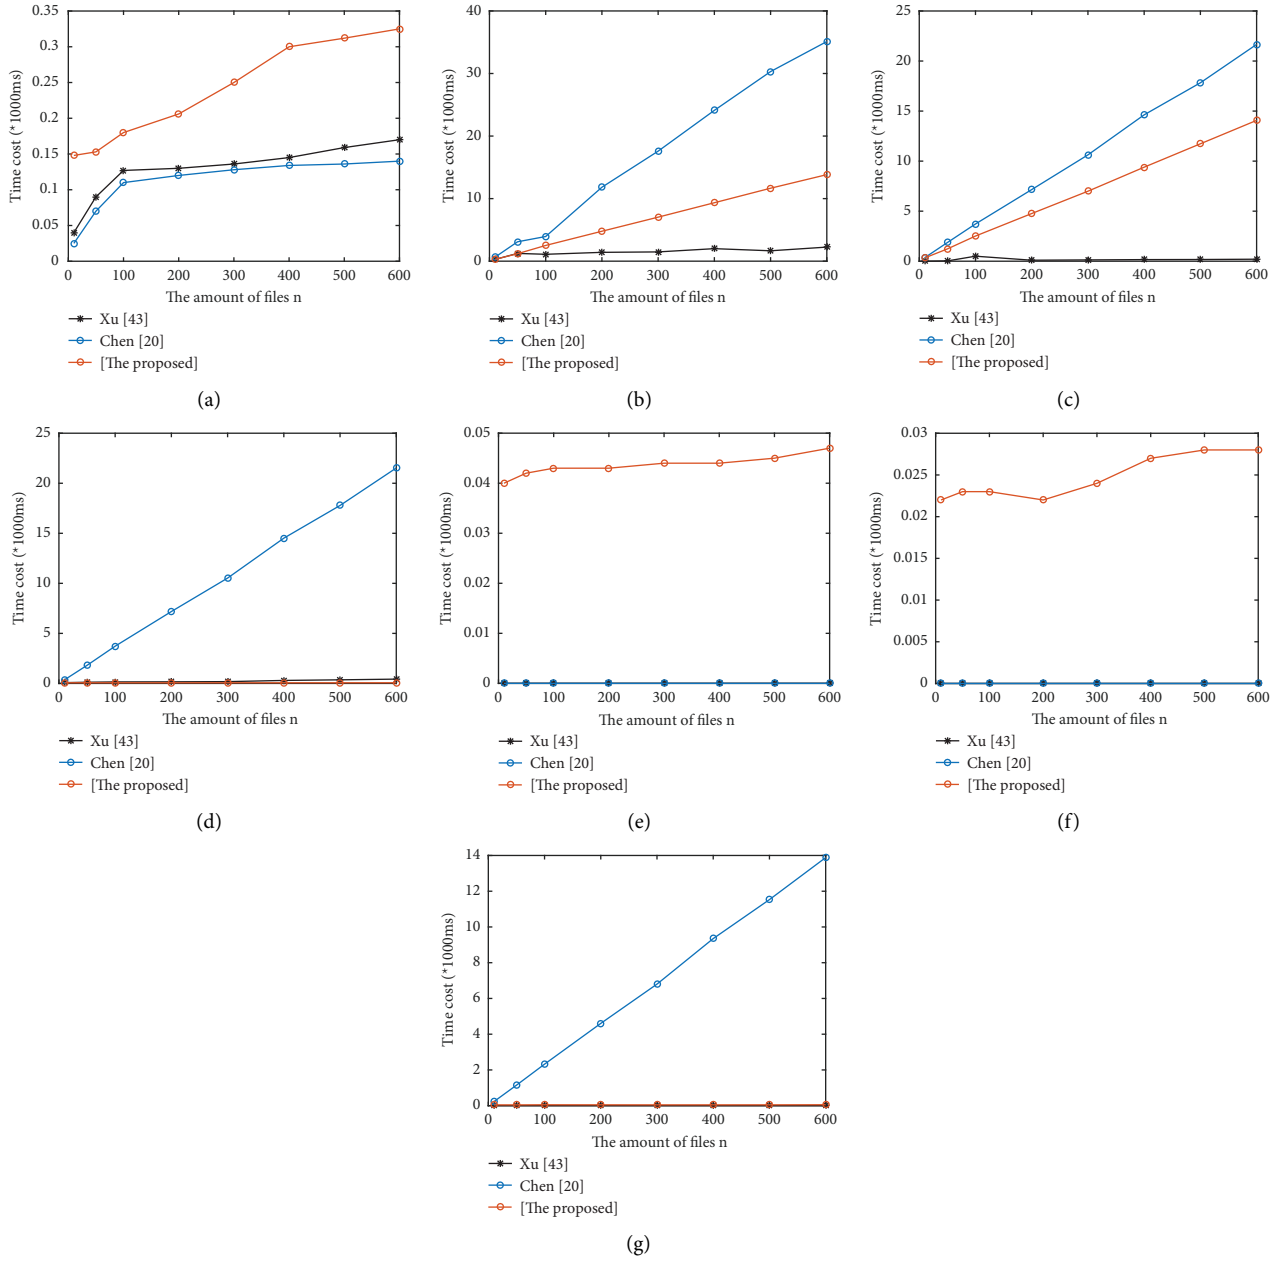 0.35
0.3
0.25
0.2
0.15
0.1
0.05
0
Time cost (*1000ms)
0 100 200 300 400 500 600
The amount of files n
Xu [43]
Chen [20]
[The proposed]
(a)
40
30
20
10
0
Time cost (*1000ms)
0 100 200 300 400 500 600
The amount of files n
Xu [43]
Chen [20]
[The proposed]
(b)
25
20
15
10
5
0
Time cost (*1000ms)
0 100 200 300 400 500 600
The amount of files n
Xu [43]
Chen [20]
[The proposed]
(c)
25
20
15
10
5
0
Time cost (*1000ms)
0 100 200 300 400 500 600
The amount of files n
Xu [43]
Chen [20]
[The proposed]
(d)
0.05
0.04
0.03
0.02
0.01
0
Time cost (*1000ms)
0 100 200 300 400 500 600
The amount of files n
Xu [43]
Chen [20]
[The proposed]
(e)
0.03
0.025
0.02
0.015
0.01
0.005
0
Time cost (*1000ms)
0 100 200 300 400 500 600
The amount of files n
Xu [43]
Chen [20]
[The proposed]
(f)
14
12
10
8
6
4
2
0
Time cost (*1000ms)
0 100 200 300 400 500 600
The amount of files n
Xu [43]
Chen [20]
[The proposed]
(g)